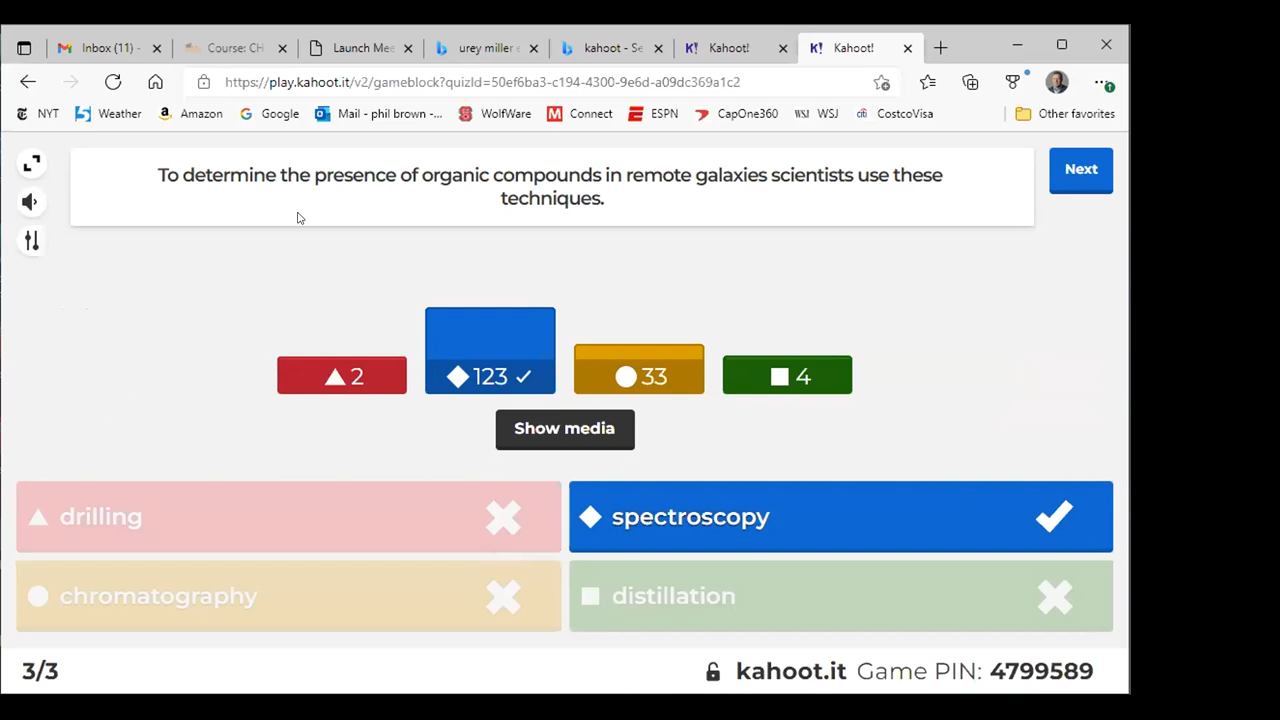 Inbox (11) -
Course: CH
Launch Mee
urey miller e
kahoot - Se
K! Kahoot!
K! Kahoot!
https://play.kahoot.it/v2/gameblock?quizId=50ef6ba3-c194-4300-9e6d-a09dc369a1c2
NYT
Weather
Amazon
Google
Mail - phil brown -...
WolfWare
Connect
ESPN
CapOne360
WSJ WSJ
citi CostcoVisa
Other favorites
To determine the presence of organic compounds in remote galaxies scientists use these
techniques.
Next
2
123
33
4
Show media
drilling
spectroscopy
chromatography
distillation
3/3
kahoot.it Game PIN: 4799589